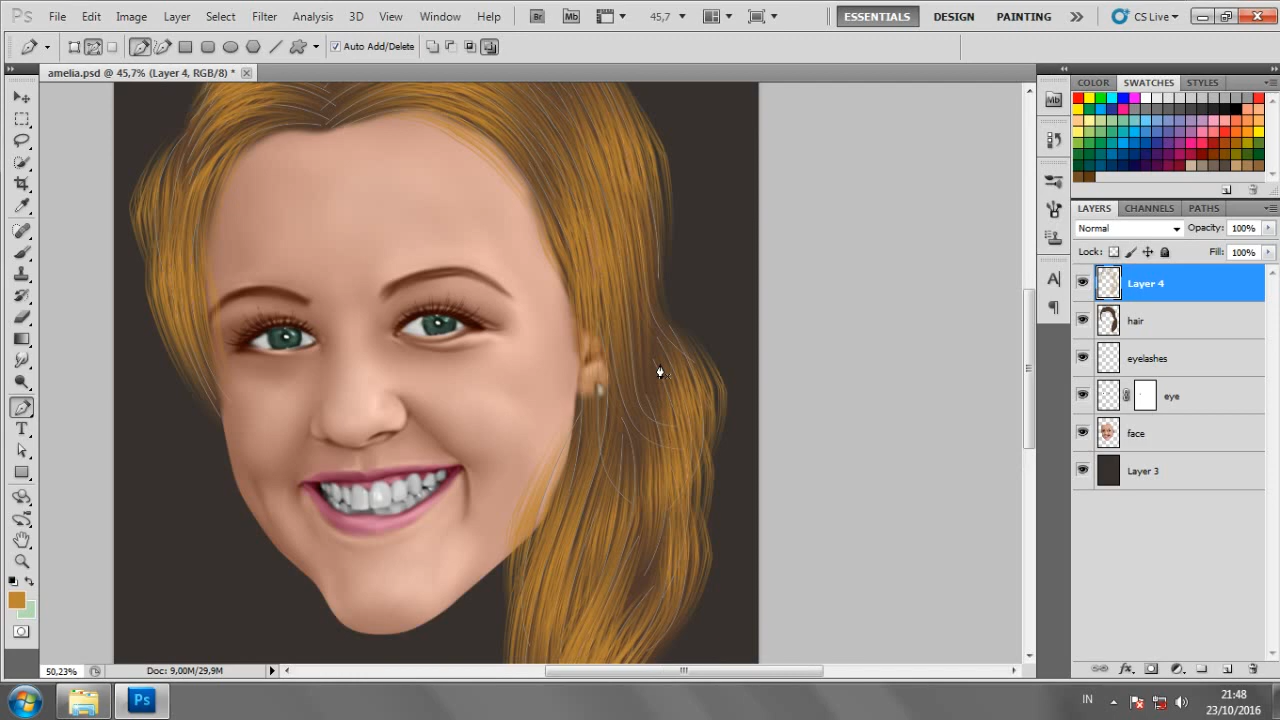 Ps File Edit Image Layer Select Filter Analysis 3D View Window Help Br Mb 45,7 ESSENTIALS DESIGN PAINTING CS Live
Auto Add/Delete
amelia.psd @ 45,7% (Layer 4, RGB/8) *
COLOR SWATCHES STYLES
Mb
LAYERS CHANNELS PATHS
Normal Opacity: 100%
Lock: Fill: 100%
Layer 4
hair
eyelashes
eye
face
Layer 3
50,23% Doc: 9,00M/29,9M
Ps
IN
21:48
23/10/2016